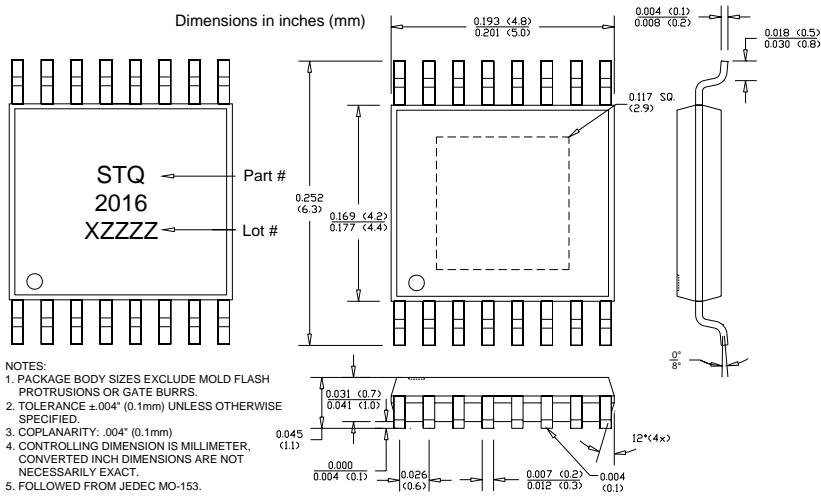 Dimensions in inches (mm)
0.193 (4.8)
0.201 (5.0)
0.004 (0.1)
0.008 (0.2)
0.018 (0.5)
0.030 (0.8)
0.117 SQ.
(2.9)
STQ
2016
XZZZZ
Part #
Lot #
0.252
(6.3)
0.169 (4.2)
0.177 (4.4)
0°
8°
NOTES:
1. PACKAGE BODY SIZES EXCLUDE MOLD FLASH
PROTRUSIONS OR GATE BURRS.
2. TOLERANCE ±.004" (0.1mm) UNLESS OTHERWISE
SPECIFIED.
3. COPLANARITY: .004" (0.1mm)
4. CONTROLLING DIMENSION IS MILLIMETER,
CONVERTED INCH DIMENSIONS ARE NOT
NECESSARILY EXACT.
5. FOLLOWED FROM JEDEC MO-153.
0.031 (0.7)
0.041 (1.0)
0.045
(1.1)
0.000
0.004 (0.1)
0.026
(0.6)
0.007 (0.2)
0.012 (0.3)
0.004
(0.1)
12°(4x)